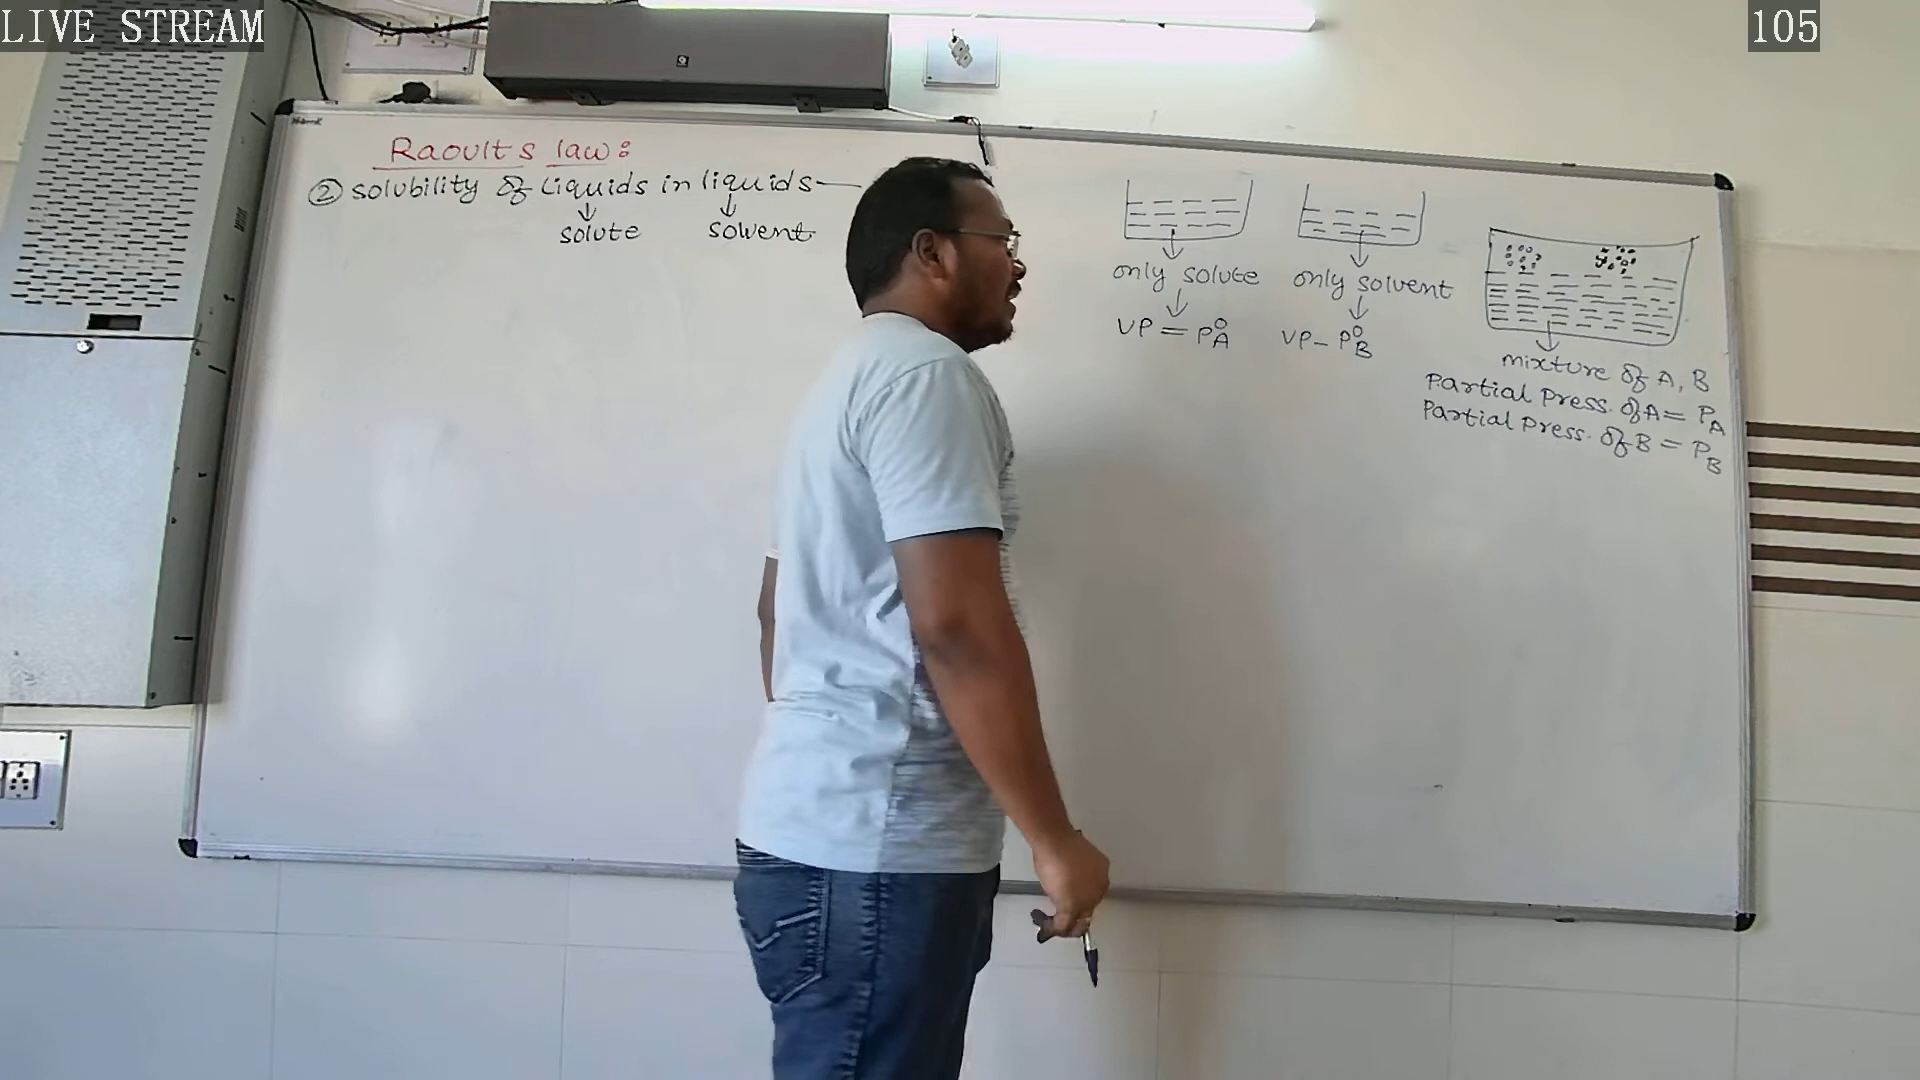 LIVE STREAM
105
Raoult s law:
② solubility of liquids in liquids
↓ ↓
solute solvent
↓ ↓
only solute only solvent
↓ ↓
VP = P°A VP- P°B
↓
mixture of A, B
Partial Press. of A = PA
Partial Press. of B = PB